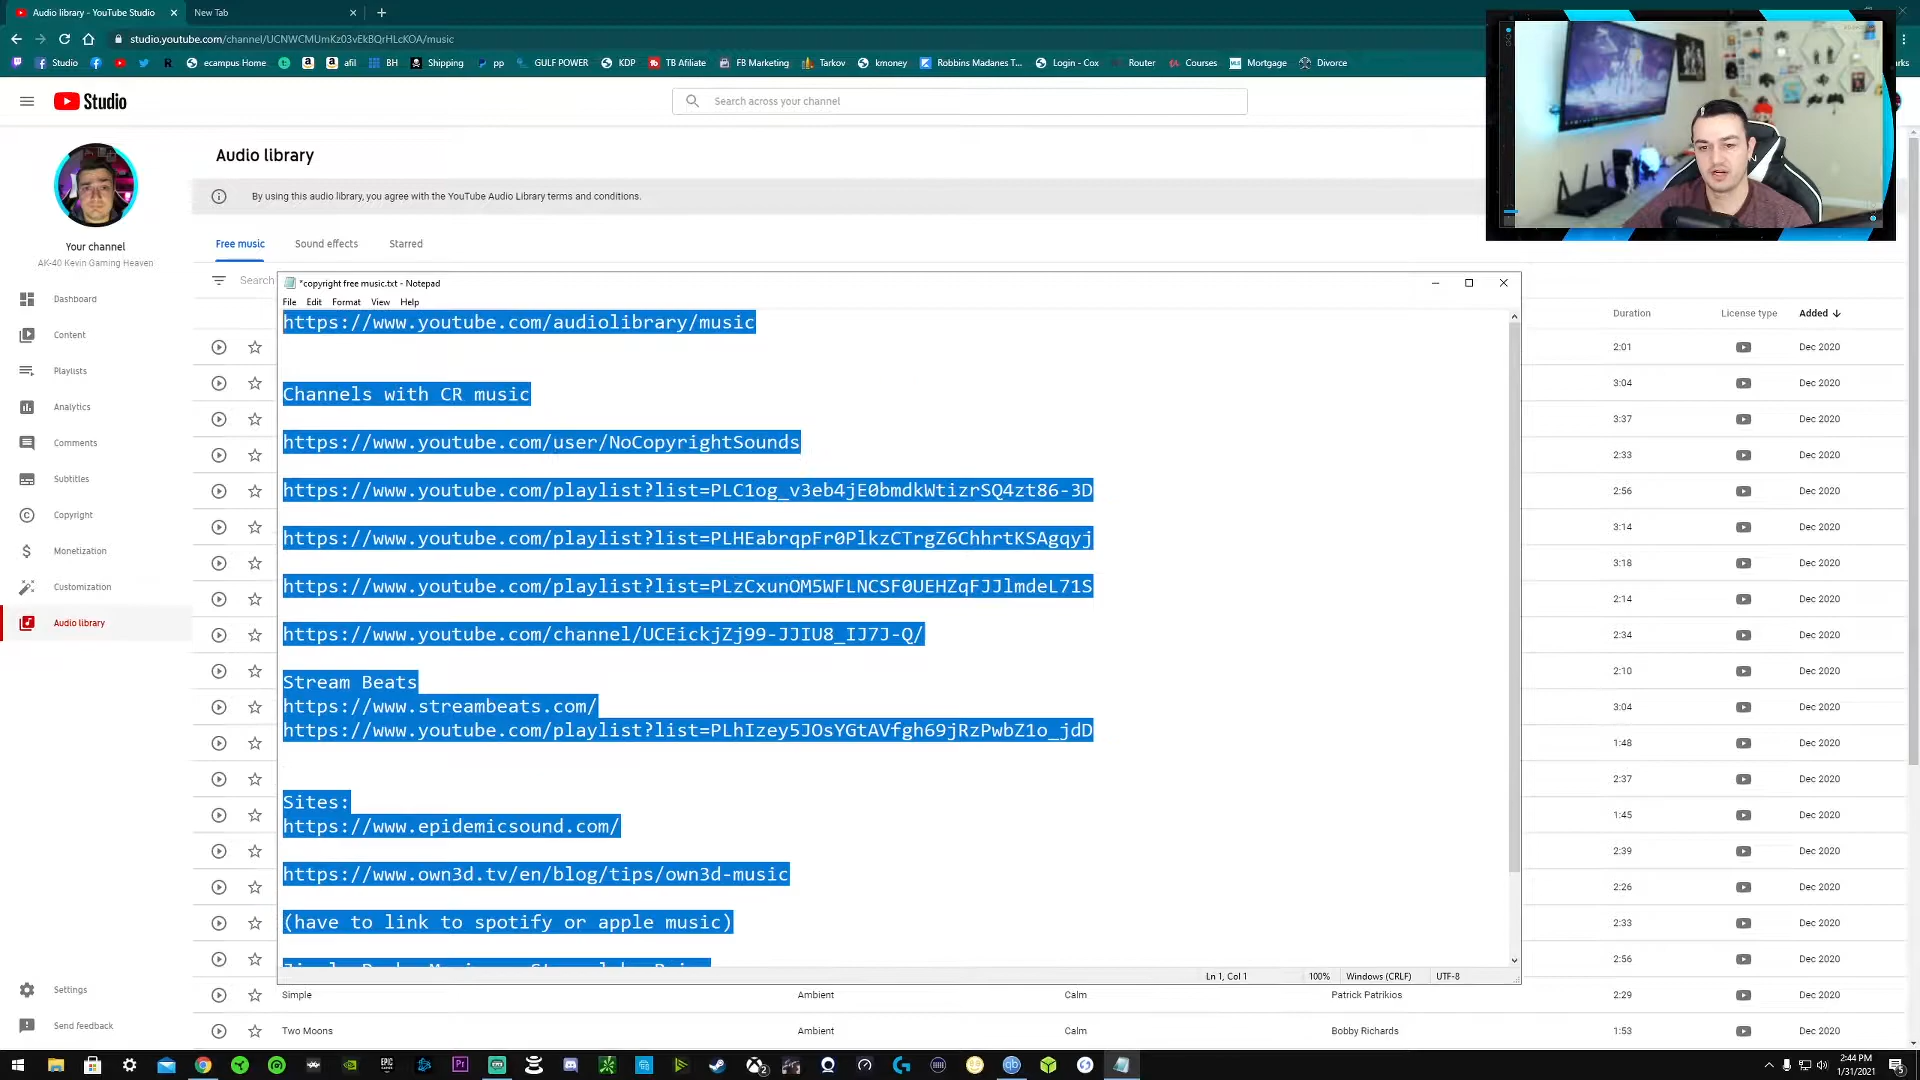 Audio library - YouTube Studio
New Tab
studio.youtube.com/channel/UCNWCMUmKz03vEkBQrHLcKOA/music
Studio
ecampus Home
afil
BH
Shipping
pp
GULF POWER
KDP
TB Afiliate
FB Marketing
Tarkov
kmoney
Robbins Madanes T...
Login - Cox
Router
Courses
Mortgage
Divorce
Studio
Search across your channel
Audio library
By using this audio library, you agree with the YouTube Audio Library terms and conditions.
Free music
Sound effects
Starred
Search
Your channel
AK-40 Kevin Gaming Heaven
Dashboard
Content
Playlists
Analytics
Comments
Subtitles
Copyright
Monetization
Customization
Audio library
Settings
Send feedback
*copyright free music.txt - Notepad
File Edit Format View Help
https://www.youtube.com/audiolibrary/music
Channels with CR music
https://www.youtube.com/user/NoCopyrightSounds
https://www.youtube.com/playlist?list=PLC1og_v3eb4jE0bmdkWtizrSQ4zt86-3D
https://www.youtube.com/playlist?list=PLHEabrqpFr0PlkzCTrgZ6ChhrtKSAgqyj
https://www.youtube.com/playlist?list=PLzCxunOM5WFLNCSF0UEHZqFJJlmdeL71S
https://www.youtube.com/channel/UCEickjZj99-JJIU8_IJ7J-Q/
Stream Beats
https://www.streambeats.com/
https://www.youtube.com/playlist?list=PLhIzey5JOsYGtAVfgh69jRzPwbZ1o_jdD
Sites:
https://www.epidemicsound.com/
https://www.own3d.tv/en/blog/tips/own3d-music
(have to link to spotify or apple music)
Ln 1, Col 1
100%
Windows (CRLF)
UTF-8
Duration
License type
Added
2:01 Dec 2020
3:04 Dec 2020
3:37 Dec 2020
2:33 Dec 2020
2:56 Dec 2020
3:14 Dec 2020
3:18 Dec 2020
2:14 Dec 2020
2:34 Dec 2020
2:10 Dec 2020
3:04 Dec 2020
1:48 Dec 2020
2:37 Dec 2020
1:45 Dec 2020
2:39 Dec 2020
2:26 Dec 2020
2:33 Dec 2020
2:56 Dec 2020
Simple Ambient Calm Patrick Patrikios 2:29 Dec 2020
Two Moons Ambient Calm Bobby Richards 1:53 Dec 2020
2:44 PM
1/31/2021